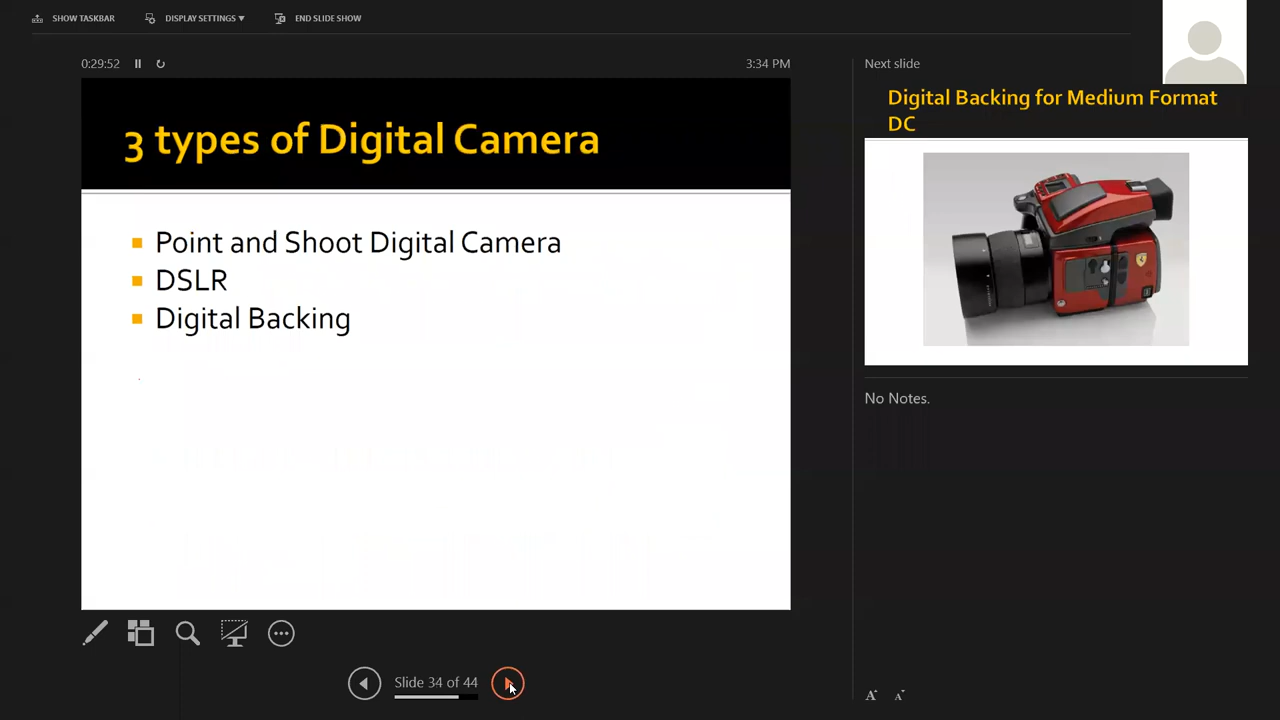 SHOW TASKBAR
DISPLAY SETTINGS ▼
END SLIDE SHOW
0:29:52
3:34 PM
3 types of Digital Camera
Point and Shoot Digital Camera
DSLR
Digital Backing
Slide 34 of 44
Next slide
Digital Backing for Medium Format
DC
No Notes.
A
A